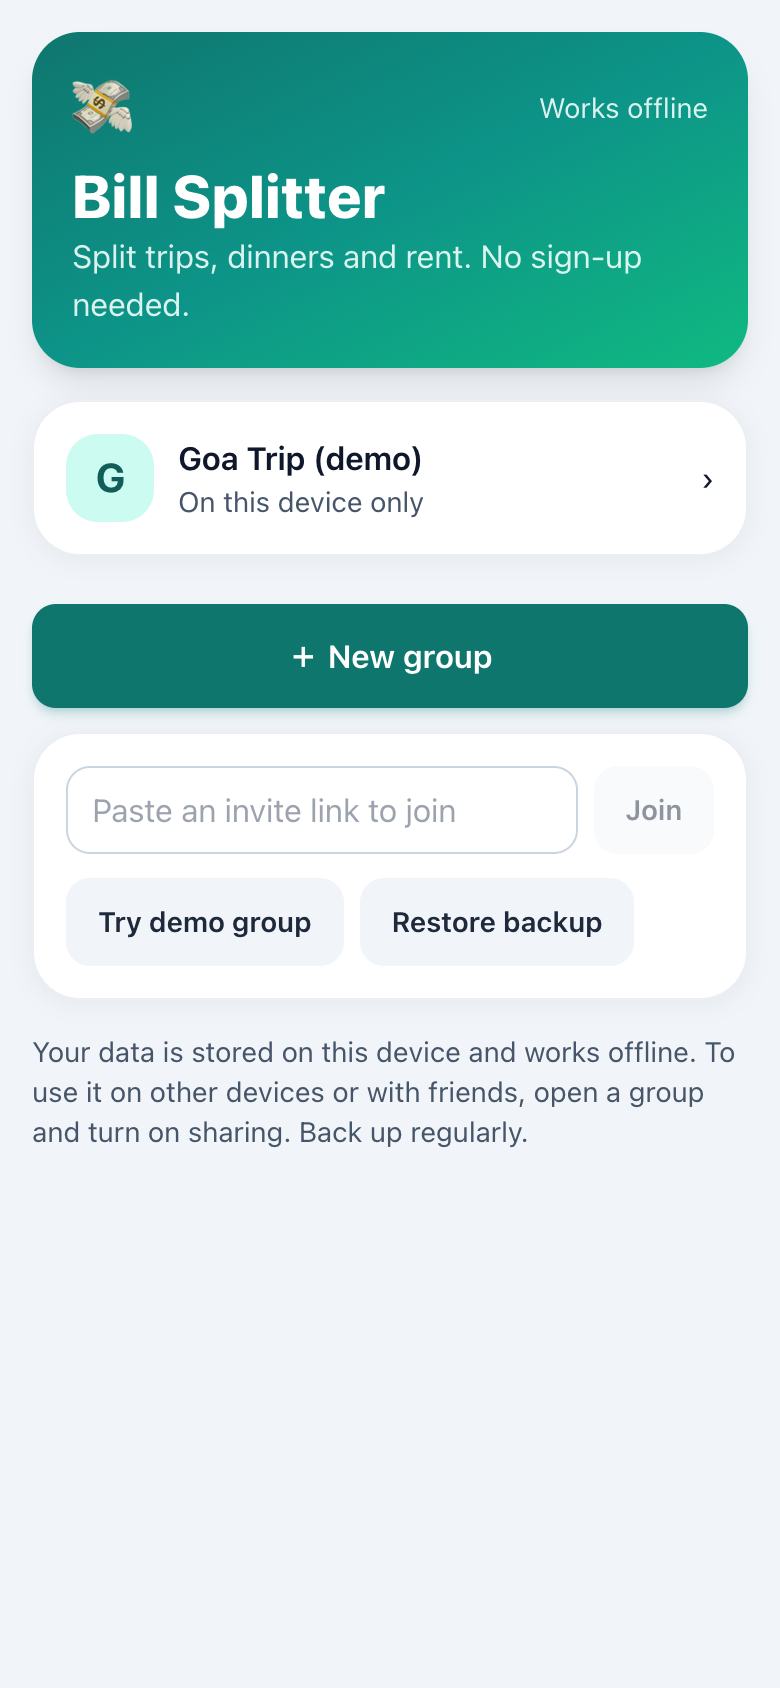 Works offline
Bill Splitter
Split trips, dinners and rent. No sign-up
needed.
G
Goa Trip (demo)
On this device only
›
+ New group
Paste an invite link to join
Join
Try demo group
Restore backup
Your data is stored on this device and works offline. To
use it on other devices or with friends, open a group
and turn on sharing. Back up regularly.